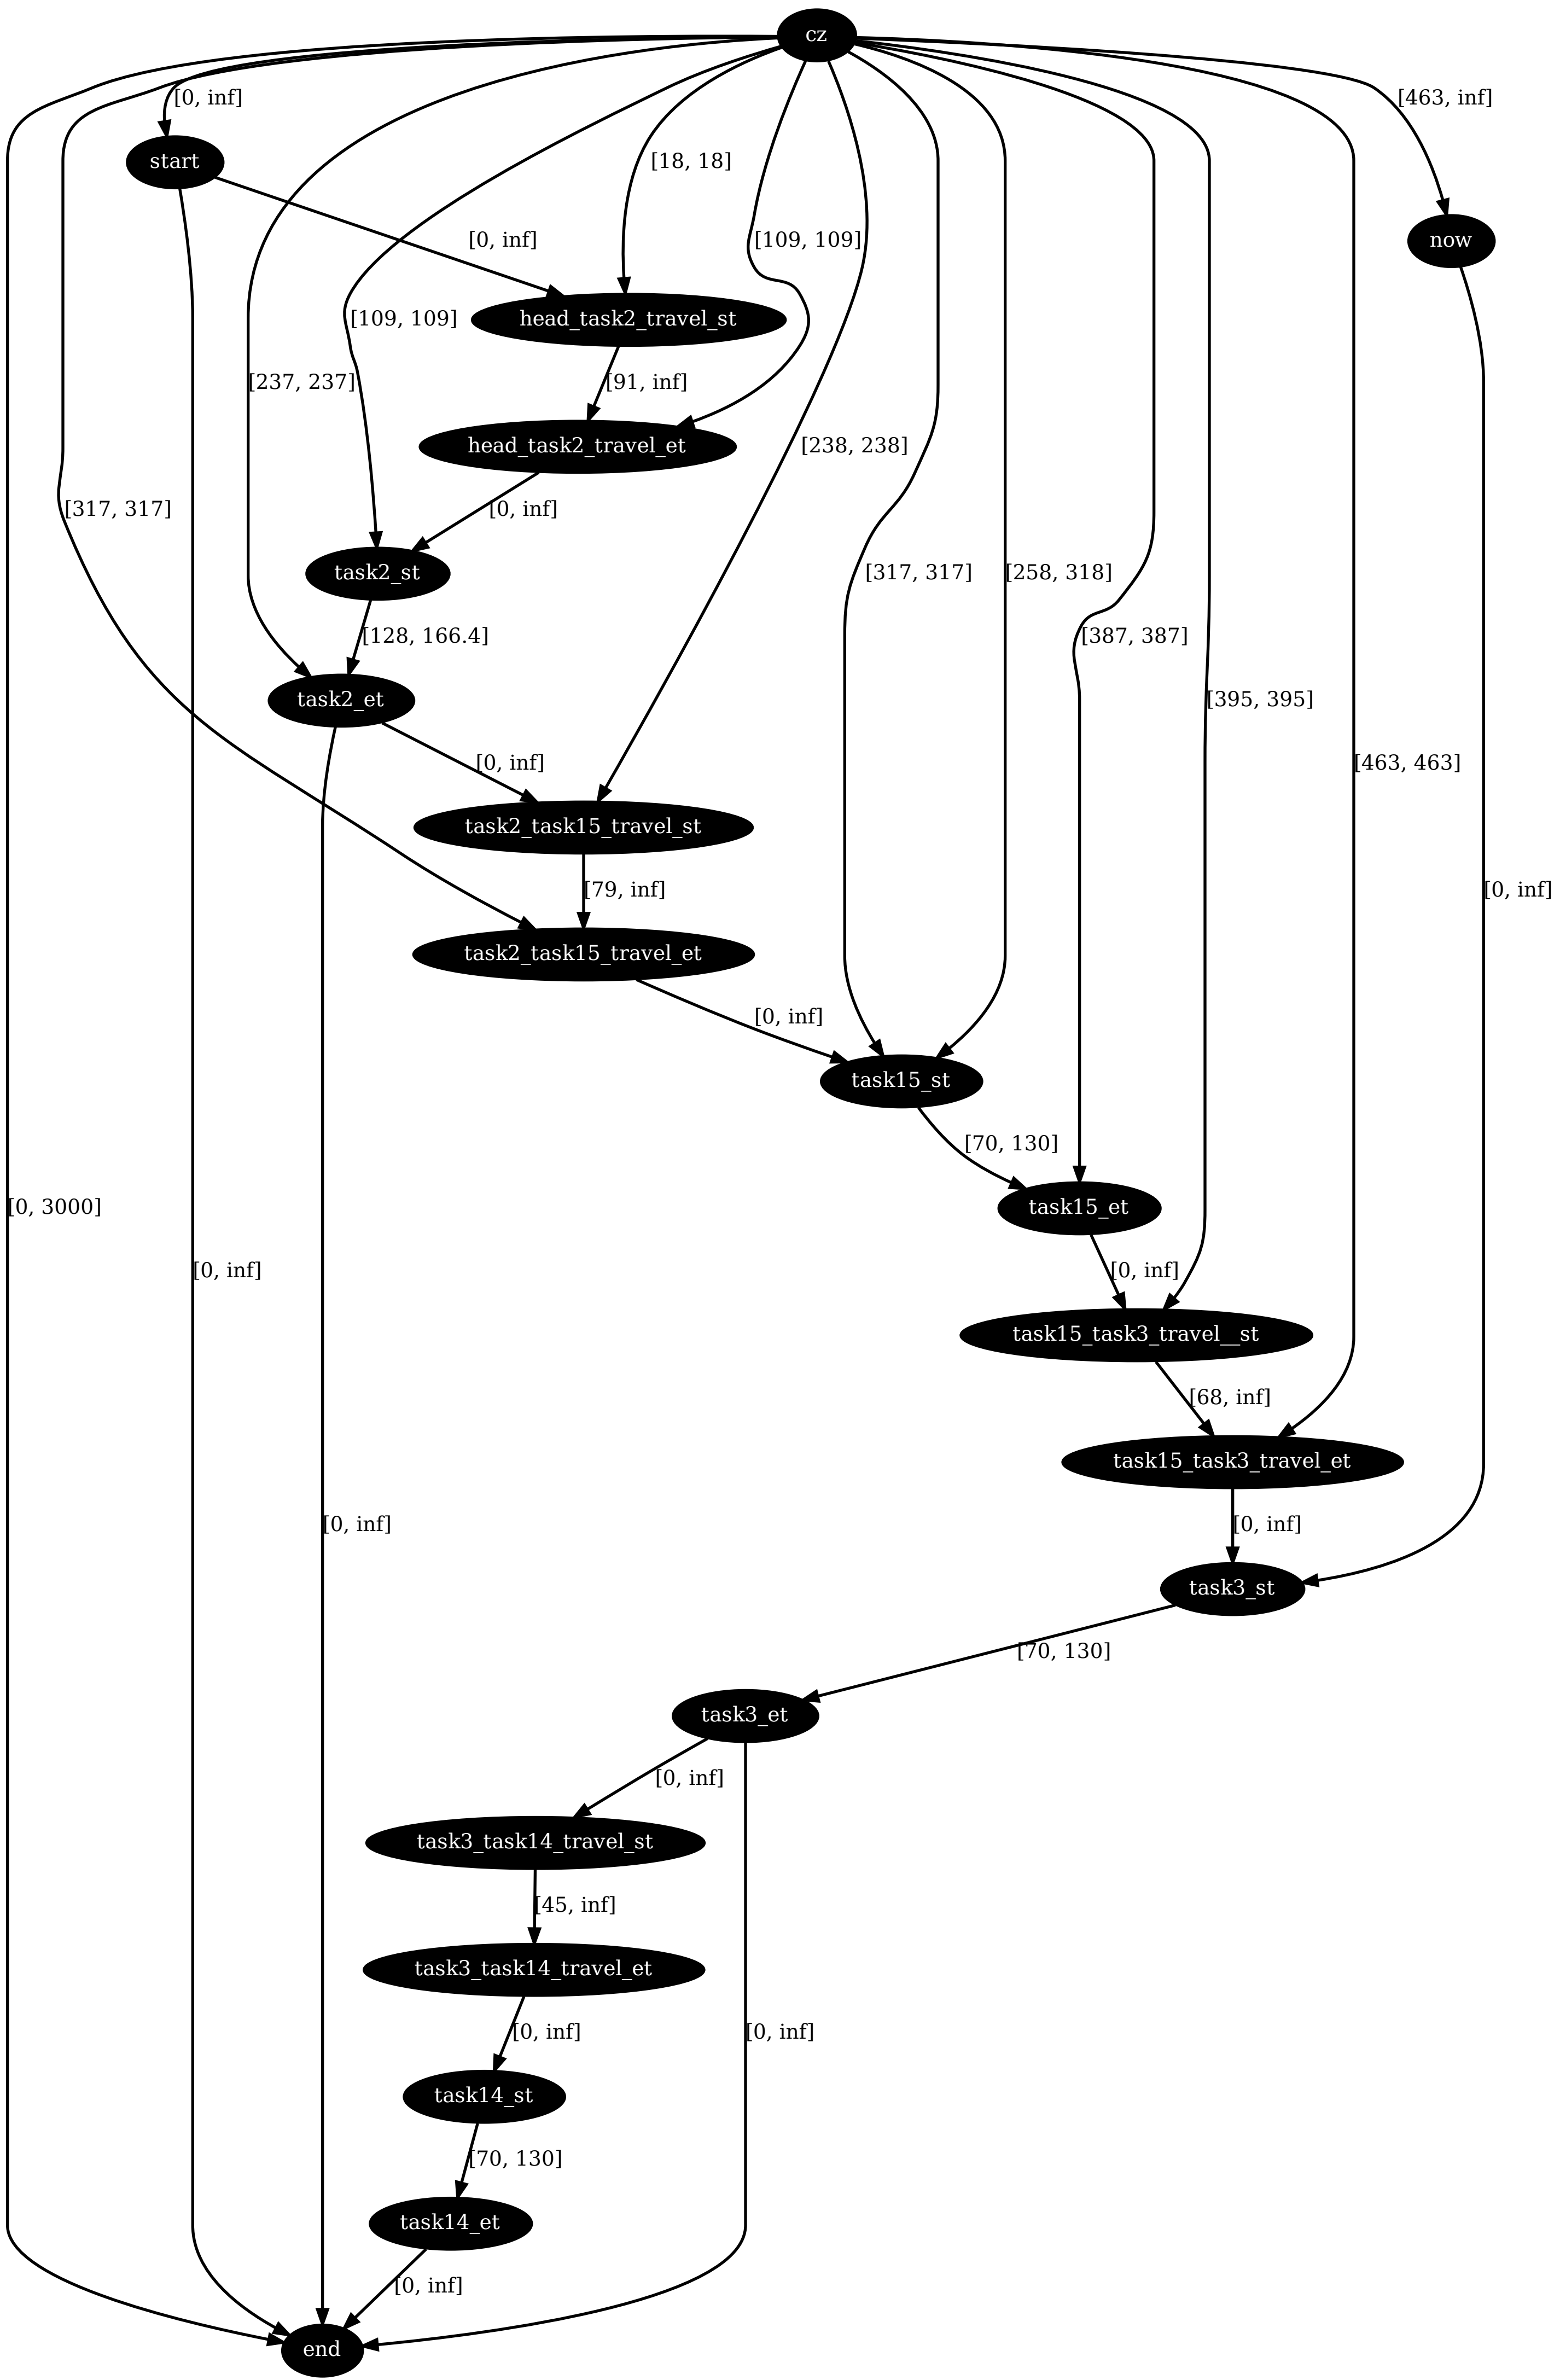 cz
[0, inf]
[463, inf]
start
[18, 18]
now
[0, inf]
[109, 109]
head_task2_travel_st
[109, 109]
[237, 237]
[91, inf]
head_task2_travel_et
[238, 238]
[317, 317]
[0, inf]
task2_st
[317, 317]
[258, 318]
[128, 166.4]
[387, 387]
task2_et
[395, 395]
[0, inf]
[463, 463]
task2_task15_travel_st
[79, inf]
[0, inf]
task2_task15_travel_et
[0, inf]
task15_st
[70, 130]
[0, 3000]
task15_et
[0, inf]
[0, inf]
task15_task3_travel__st
[68, inf]
task15_task3_travel_et
[0, inf]
[0, inf]
task3_st
[70, 130]
task3_et
[0, inf]
task3_task14_travel_st
[45, inf]
task3_task14_travel_et
[0, inf]
[0, inf]
task14_st
[70, 130]
task14_et
[0, inf]
end